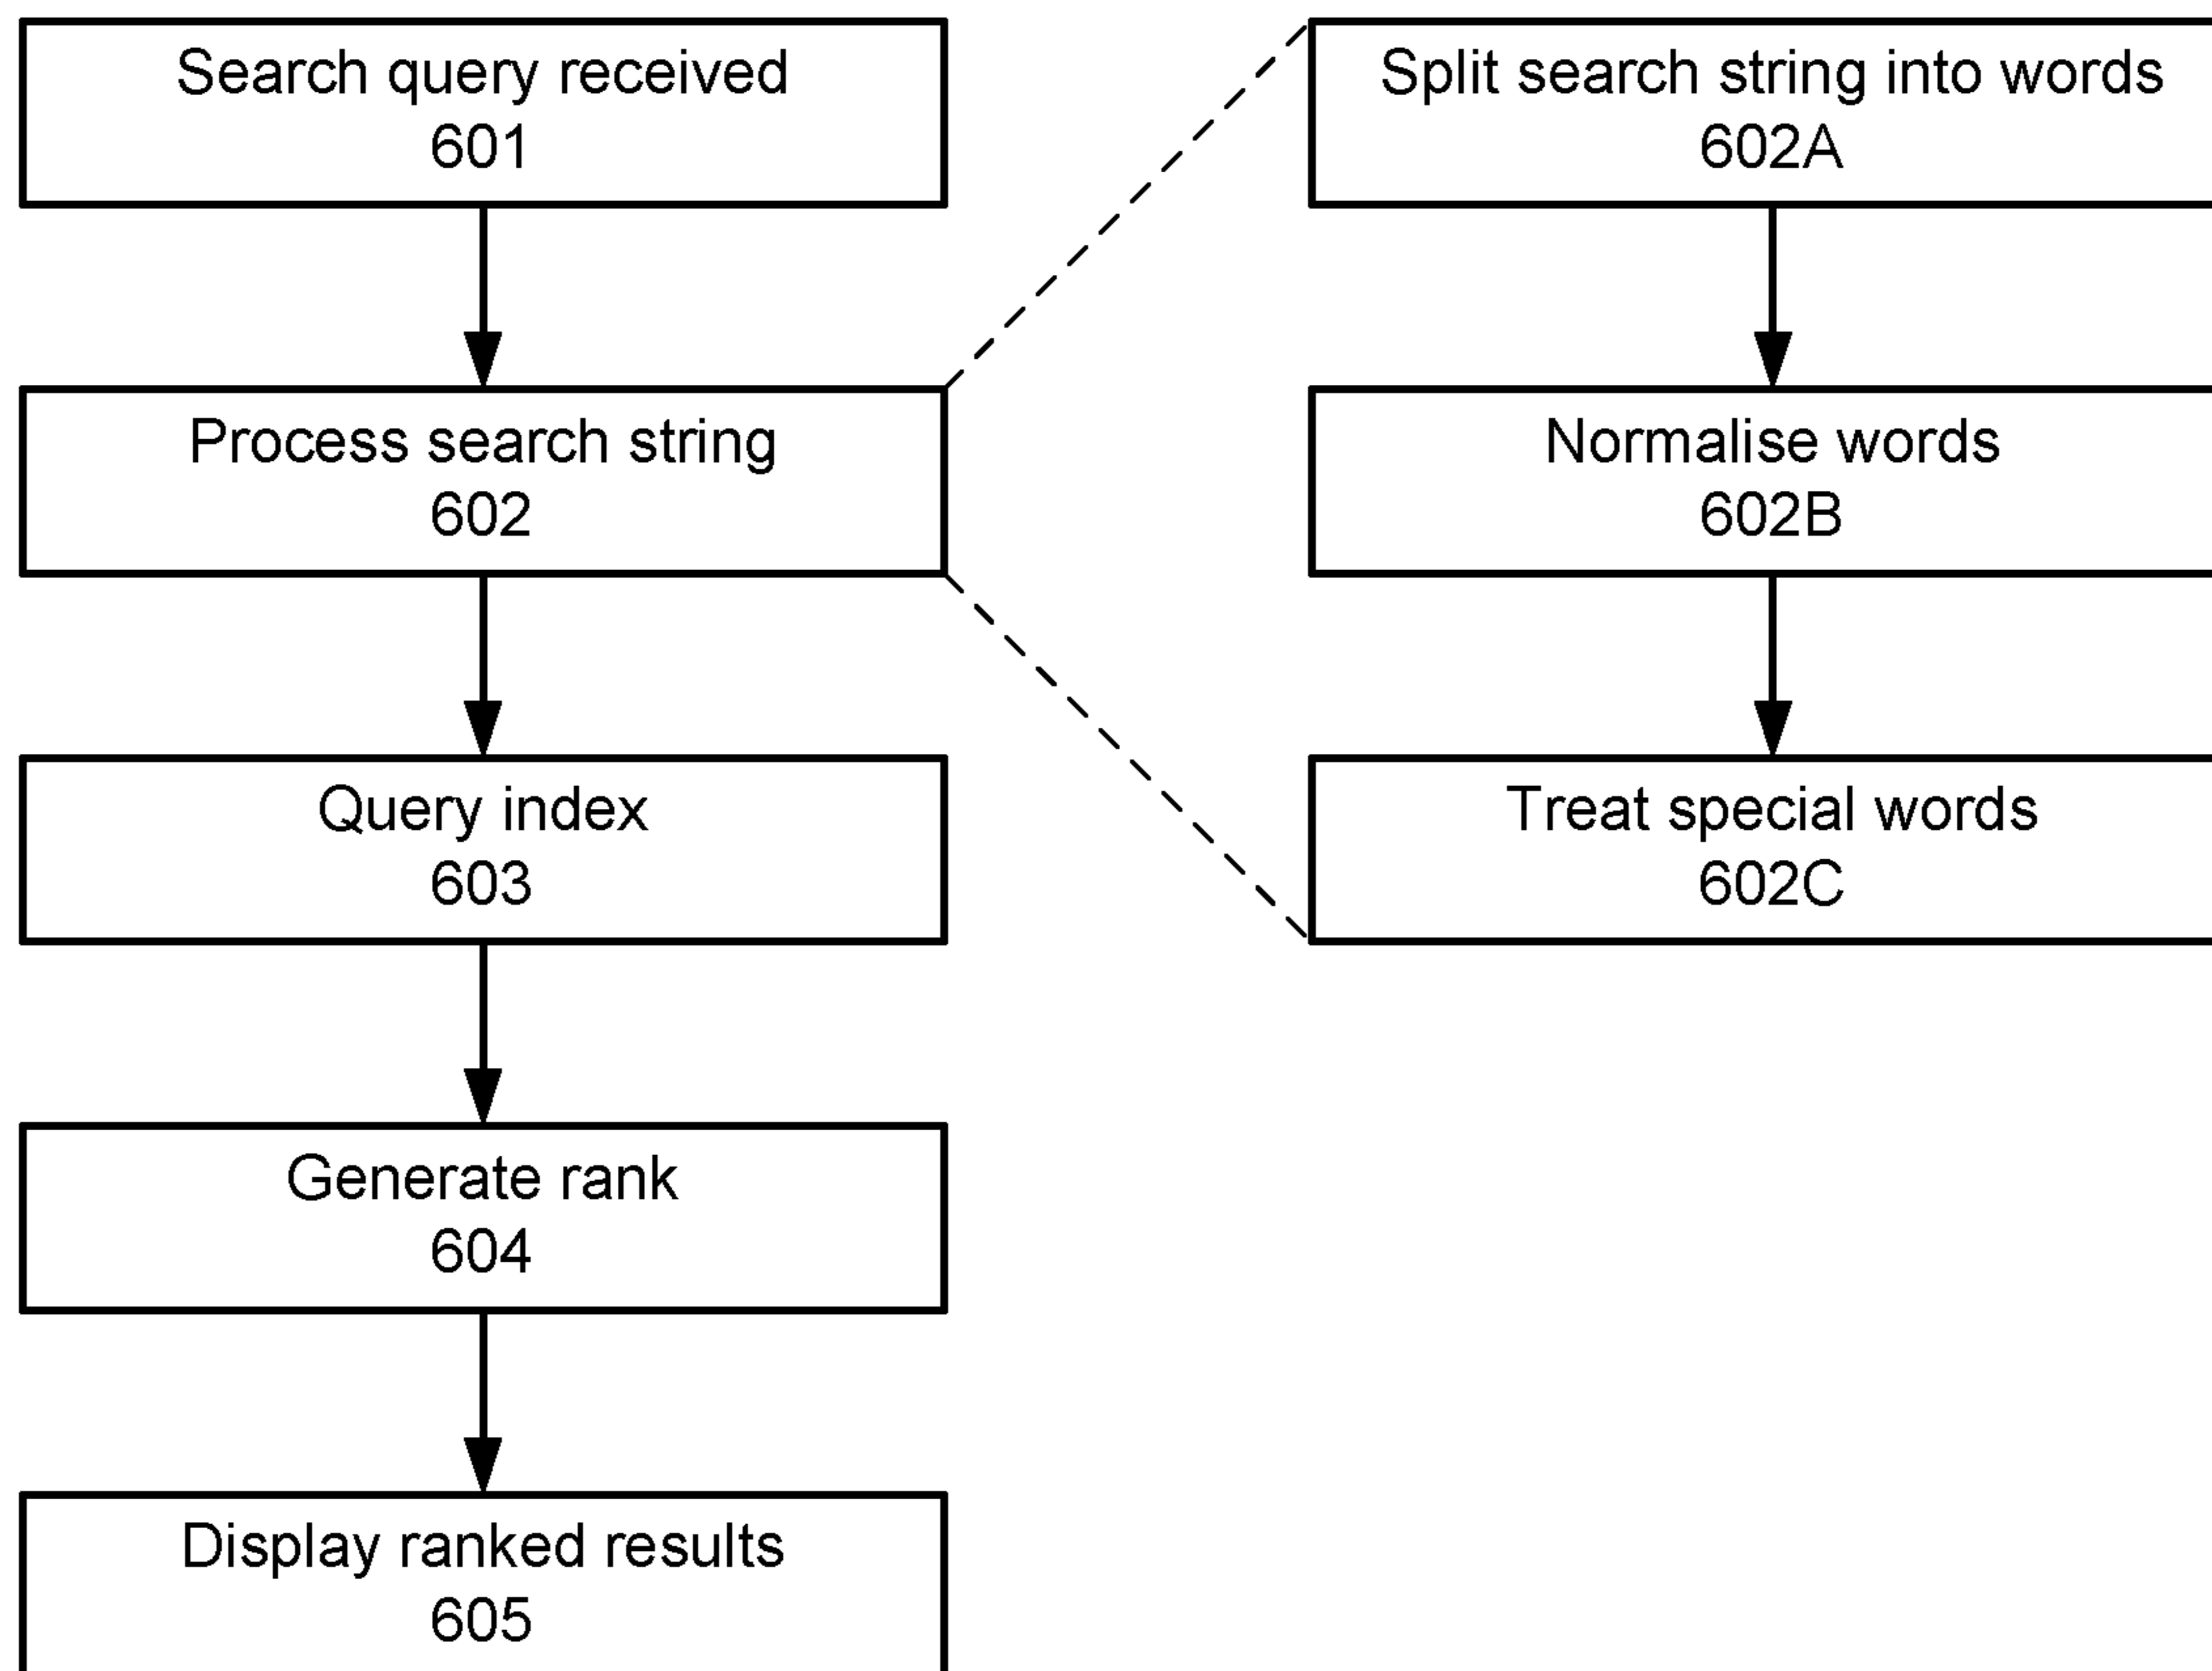 Search query received
601
Process search string
602
Query index
603
Generate rank
604
Display ranked results
605
Split search string into words
602A
Normalise words
602B
Treat special words
602C